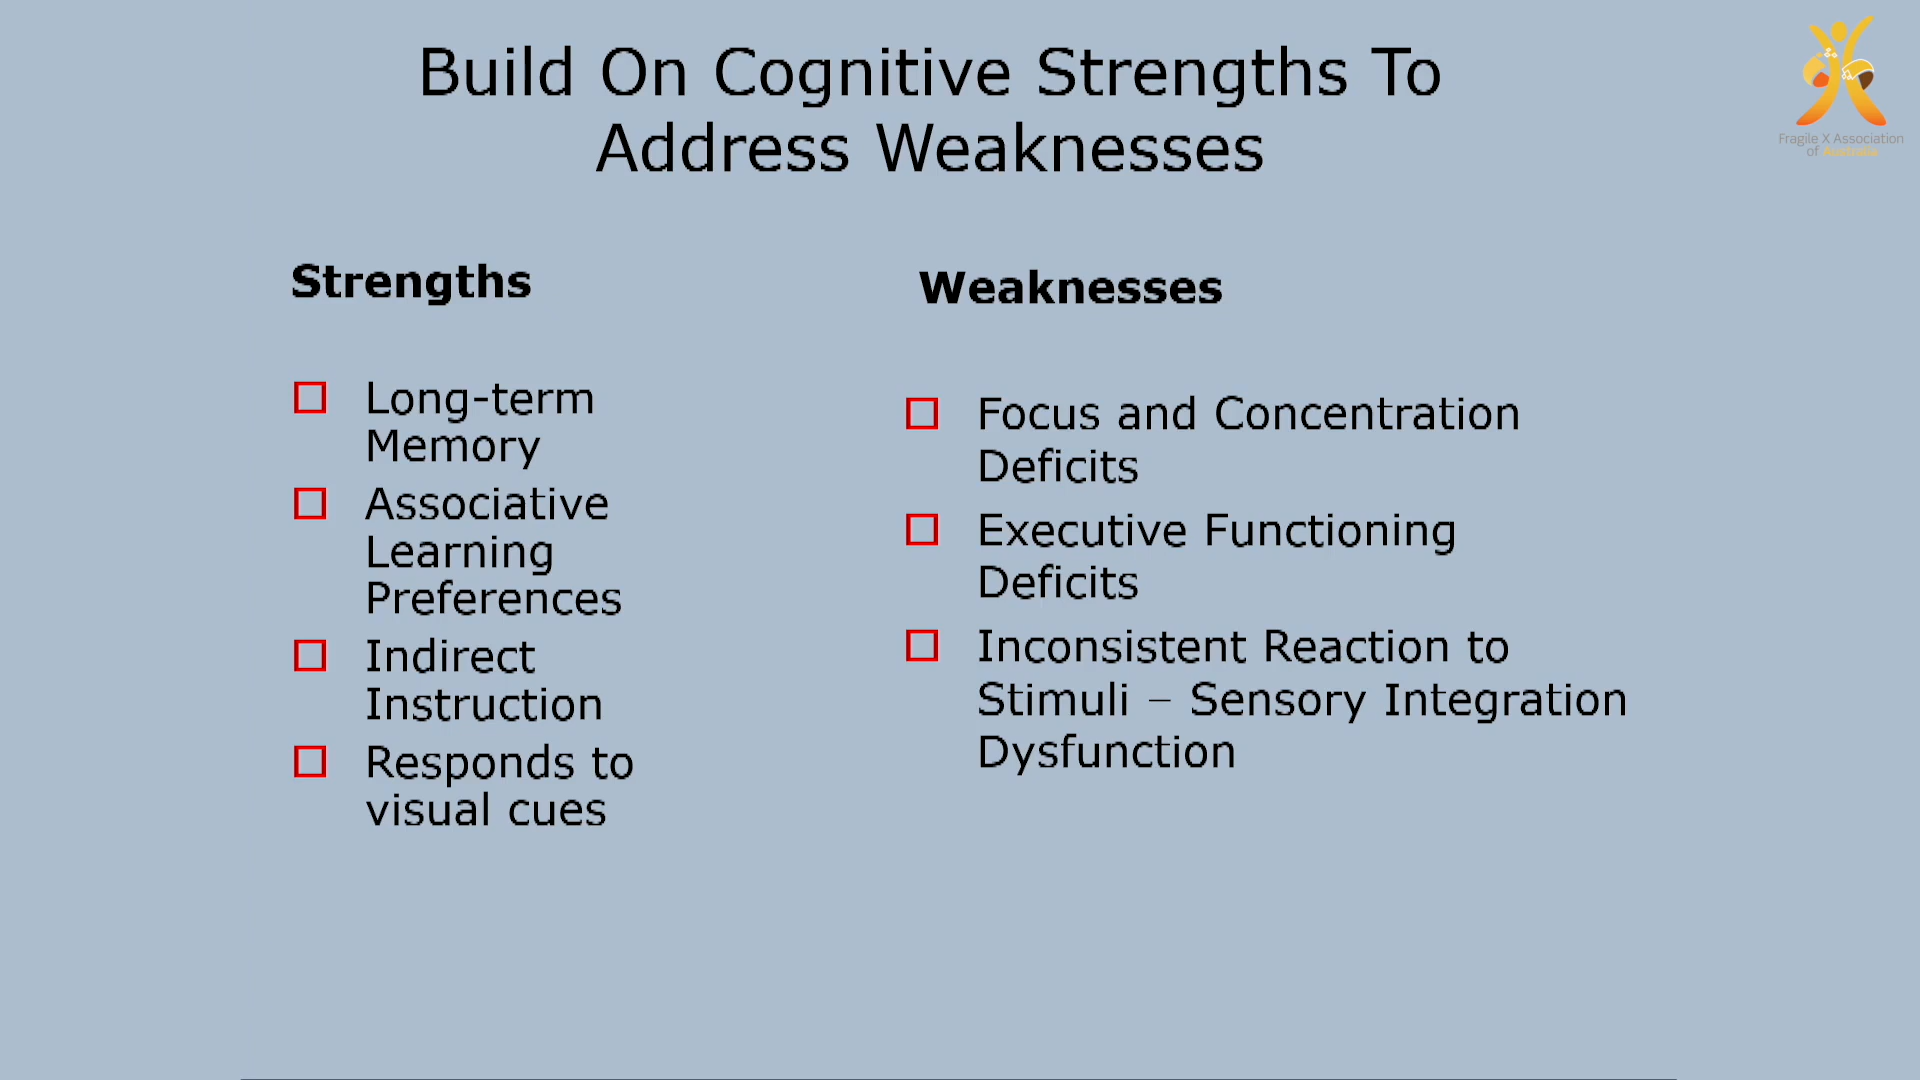 Build On Cognitive Strengths To
Address Weaknesses
Fragile X Association
of Australia
Strengths
Long-term
Memory
Associative
Learning
Preferences
Indirect
Instruction
Responds to
visual cues
Weaknesses
Focus and Concentration
Deficits
Executive Functioning
Deficits
Inconsistent Reaction to
Stimuli – Sensory Integration
Dysfunction